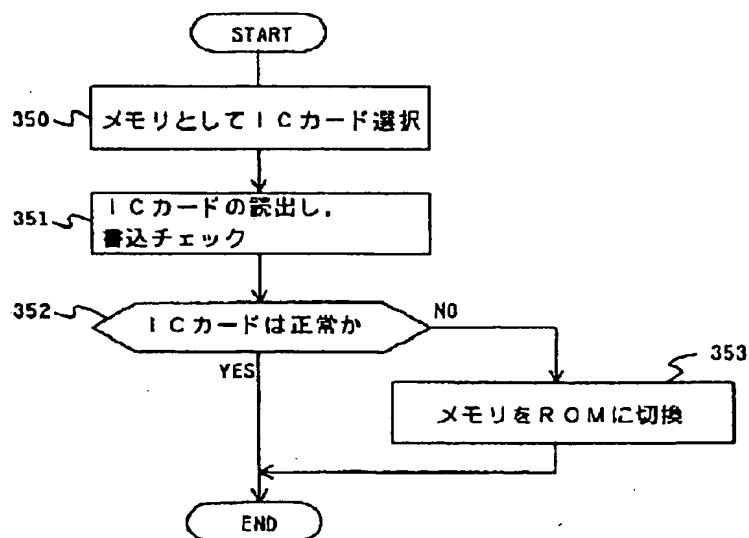 START
350
メモリとしてICカード選択
351
ICカードの読出し,
書込チェック
352
ICカードは正常か
NO
YES
353
メモリをROMに切換
END